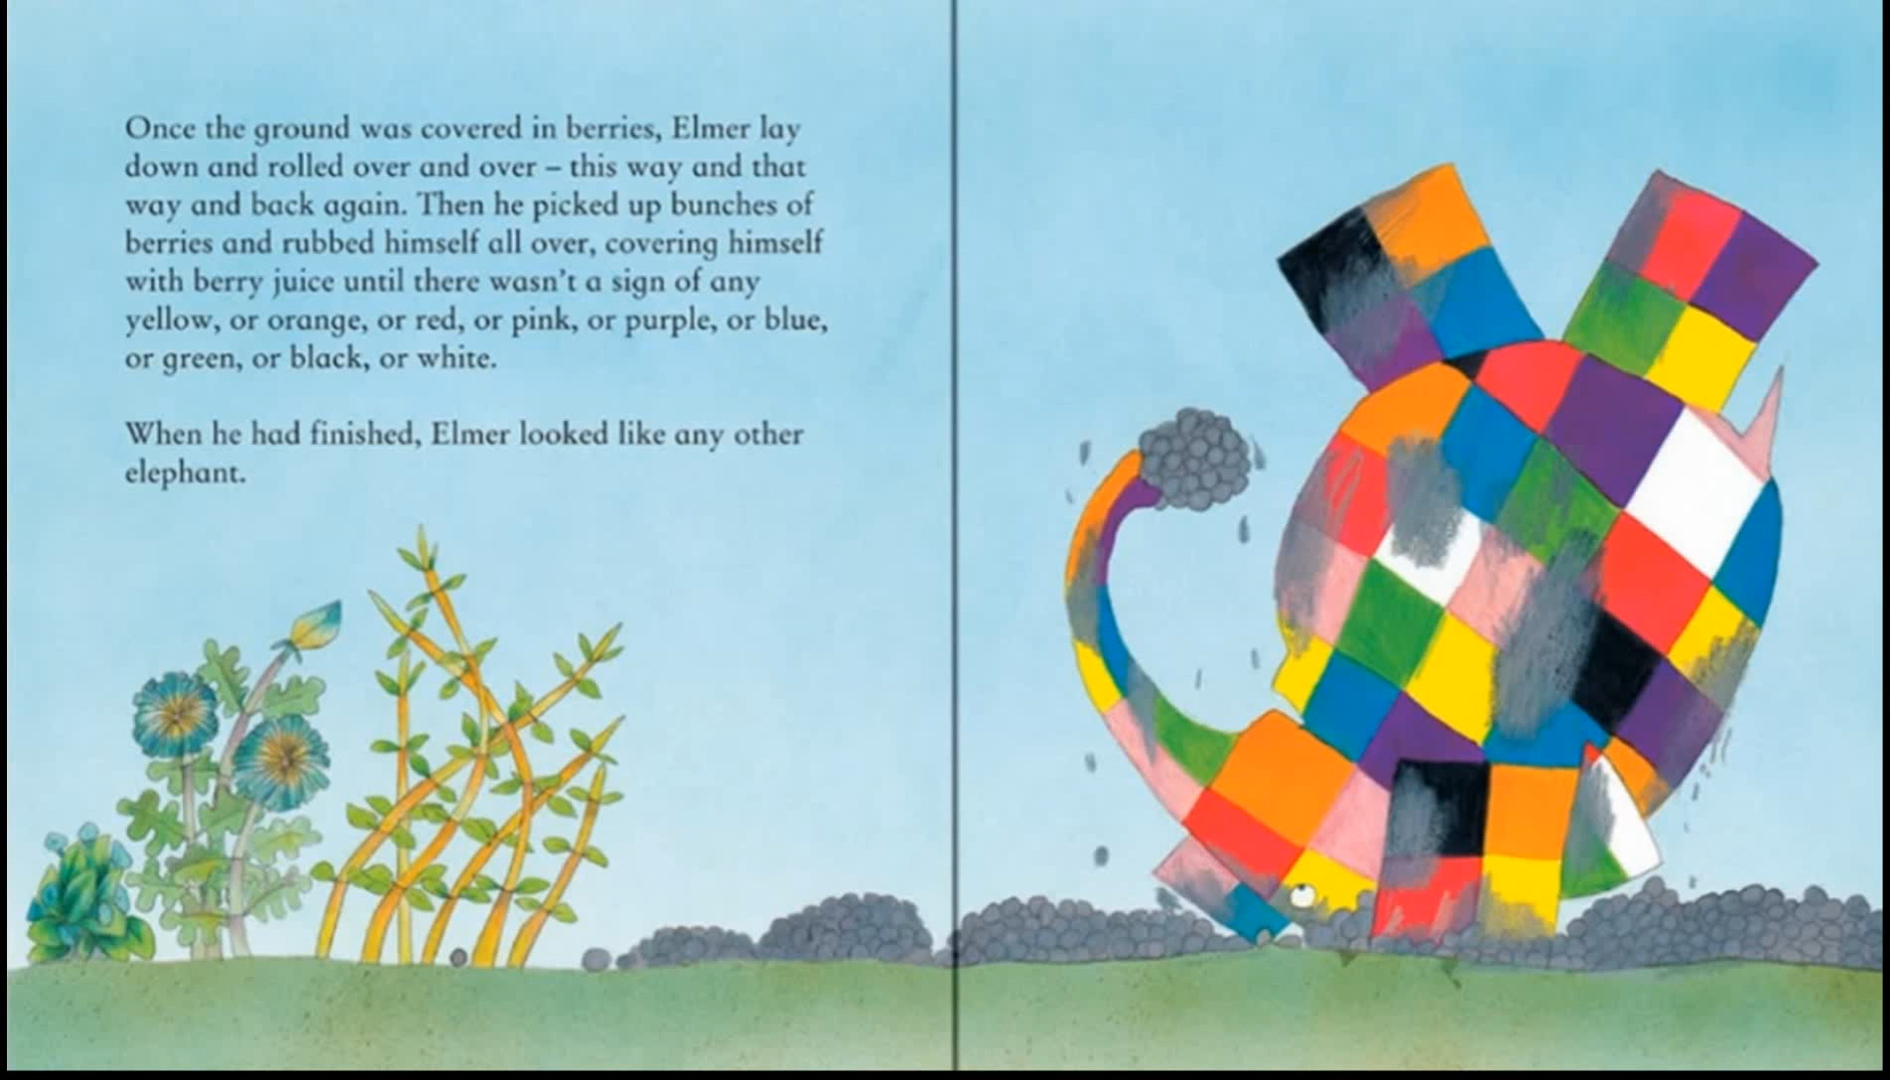 Once the ground was covered in berries, Elmer lay
down and rolled over and over – this way and that
way and back again. Then he picked up bunches of
berries and rubbed himself all over, covering himself
with berry juice until there wasn't a sign of any
yellow, or orange, or red, or pink, or purple, or blue,
or green, or black, or white.
When he had finished, Elmer looked like any other
elephant.